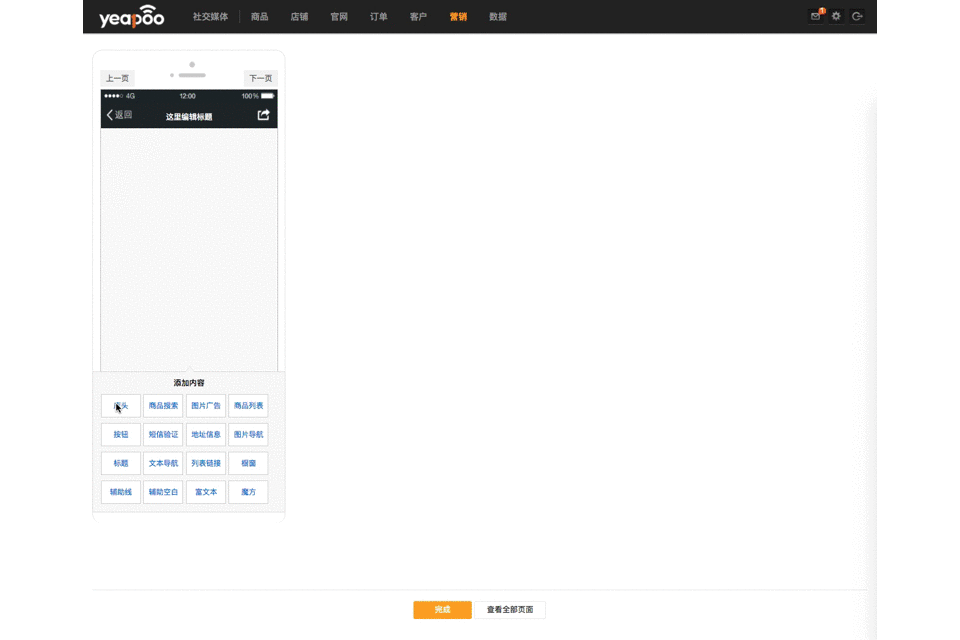 yeapoo 社交媒体 商品 店铺 官网 订单 客户 营销 数据 1
上一页 下一页
4G 12:00 100%
返回 这里编辑标题
添加内容
头 商品搜索 图片广告 商品列表
按钮 短信验证 地址信息 图片导航
标题 文本导航 列表链接 橱窗
辅助线 辅助空白 富文本 魔方
完成 查看全部页面